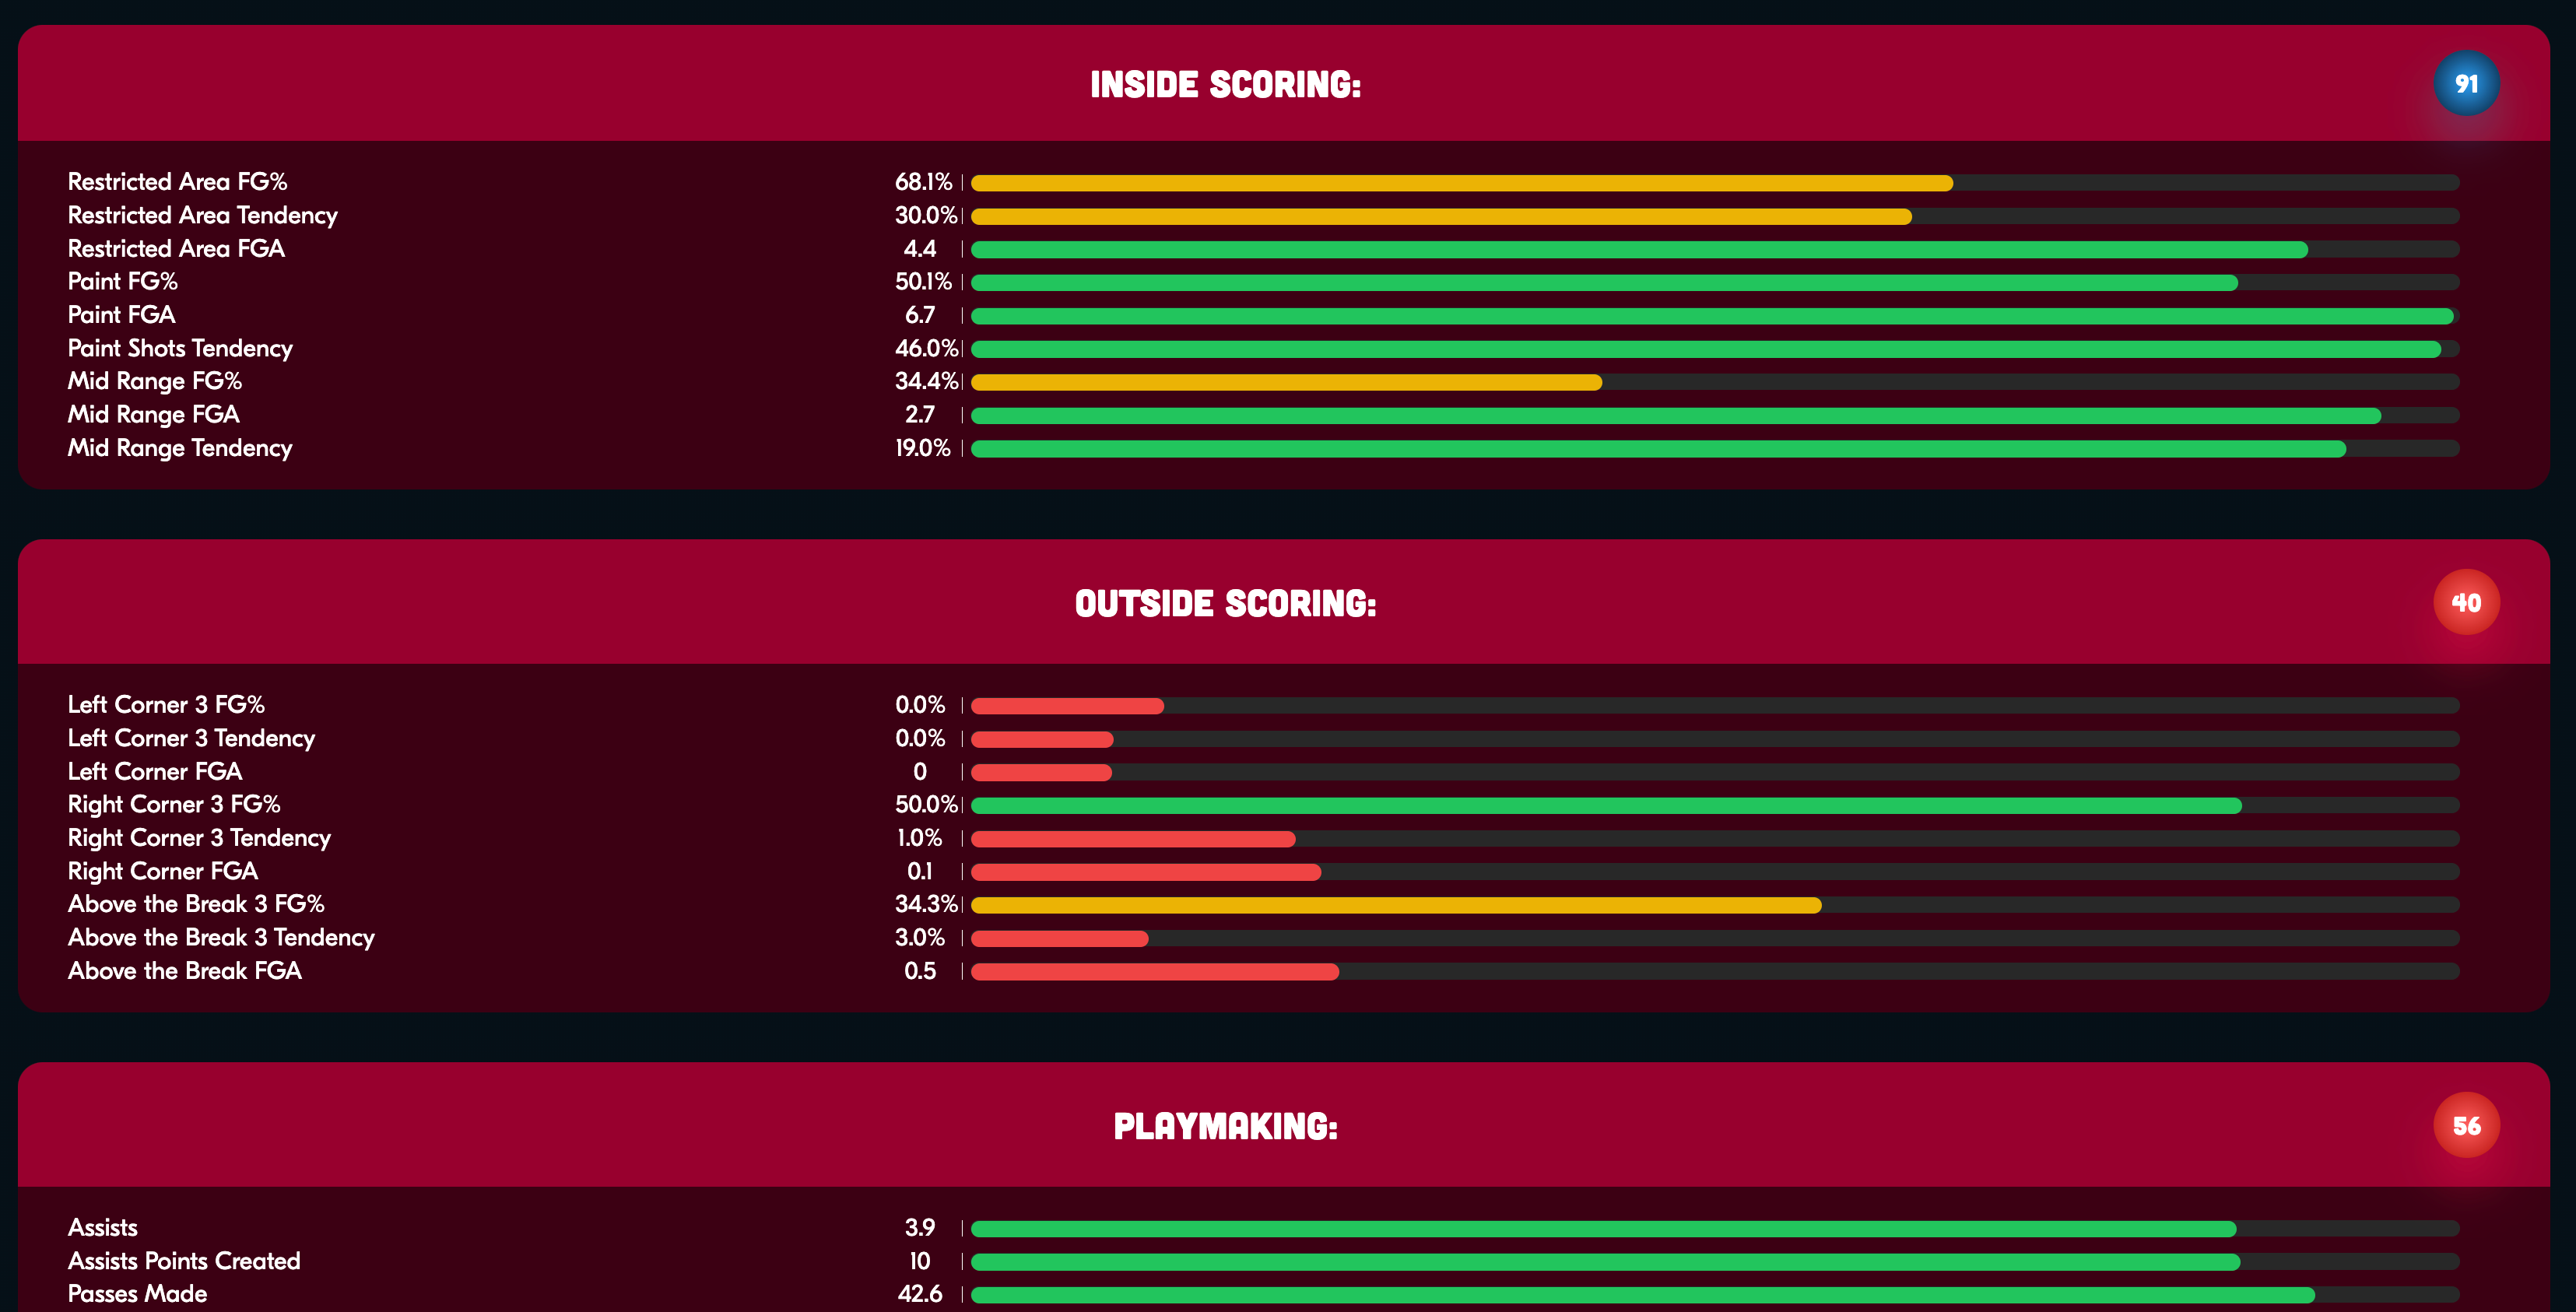 INSIDE SCORING: 91
Restricted Area FG% 68.1%
Restricted Area Tendency 30.0%
Restricted Area FGA 4.4
Paint FG% 50.1%
Paint FGA 6.7
Paint Shots Tendency 46.0%
Mid Range FG% 34.4%
Mid Range FGA 2.7
Mid Range Tendency 19.0%
OUTSIDE SCORING: 40
Left Corner 3 FG% 0.0%
Left Corner 3 Tendency 0.0%
Left Corner FGA 0
Right Corner 3 FG% 50.0%
Right Corner 3 Tendency 1.0%
Right Corner FGA 0.1
Above the Break 3 FG% 34.3%
Above the Break 3 Tendency 3.0%
Above the Break FGA 0.5
PLAYMAKING: 56
Assists 3.9
Assists Points Created 10
Passes Made 42.6